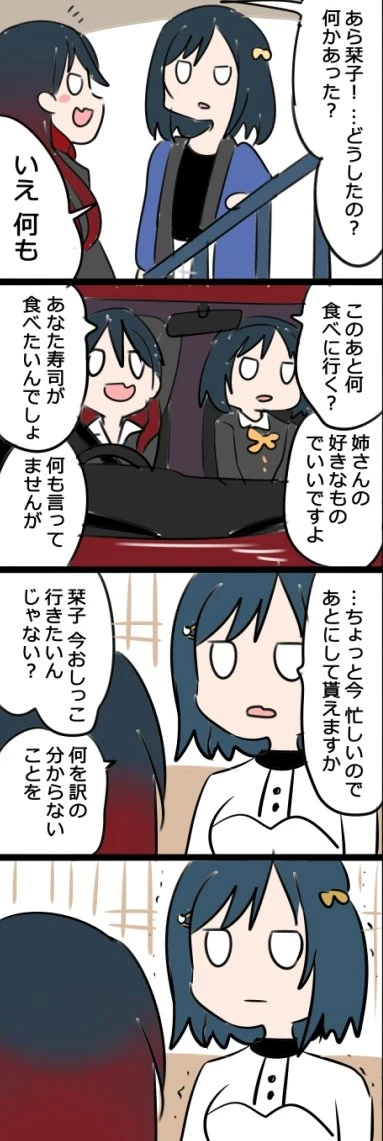 あら栞子！…どうしたの？
何かあった？
いえ 何も
このあと何
食べに行く？
姉さんの
好きなもの
でいいですよ
あなた寿司が
食べたいんでしょ
何も言って
ませんが
…ちょっと今 忙しいので
あとにして貰えますか
栞子 今おしっこ
行きたいん
じゃない？
何を訳の
分からない
ことを